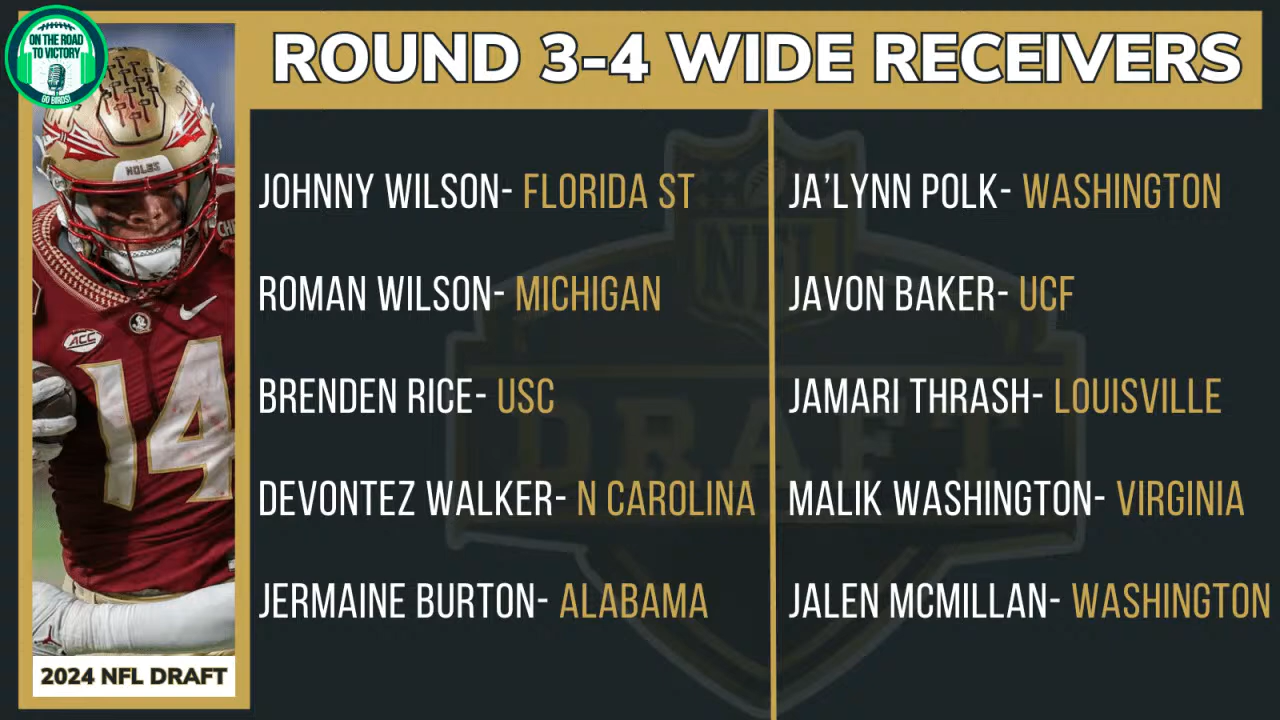 ON THE ROAD
TO VICTORY
GO BIRDS!
ROUND 3-4 WIDE RECEIVERS
NOLES
ACC
14
2024 NFL DRAFT
JOHNNY WILSON- FLORIDA ST
ROMAN WILSON- MICHIGAN
BRENDEN RICE- USC
DEVONTEZ WALKER- N CAROLINA
JERMAINE BURTON- ALABAMA
JA'LYNN POLK- WASHINGTON
JAVON BAKER- UCF
JAMARI THRASH- LOUISVILLE
MALIK WASHINGTON- VIRGINIA
JALEN MCMILLAN- WASHINGTON
NFL
DRAFT